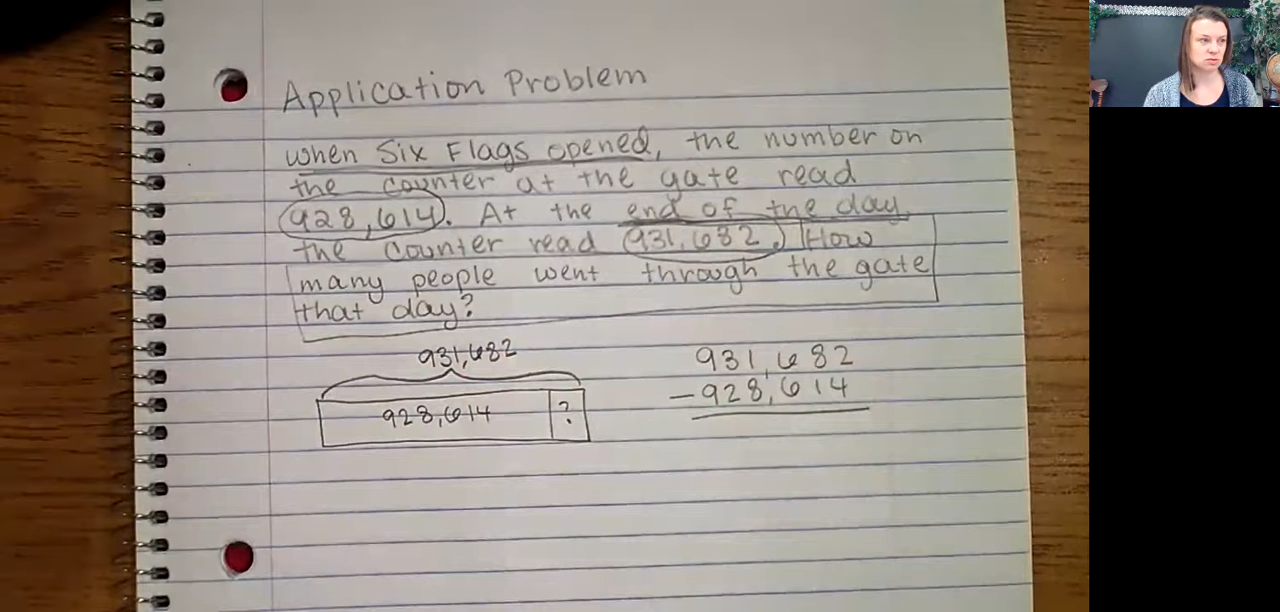 Application Problem
when Six Flags opened, the number on
the counter at the gate read
928,614. At the end of the day
the counter read 931,682. How
many people went through the gate
that day?
931,682
928,614 ?
931,682
-928,614